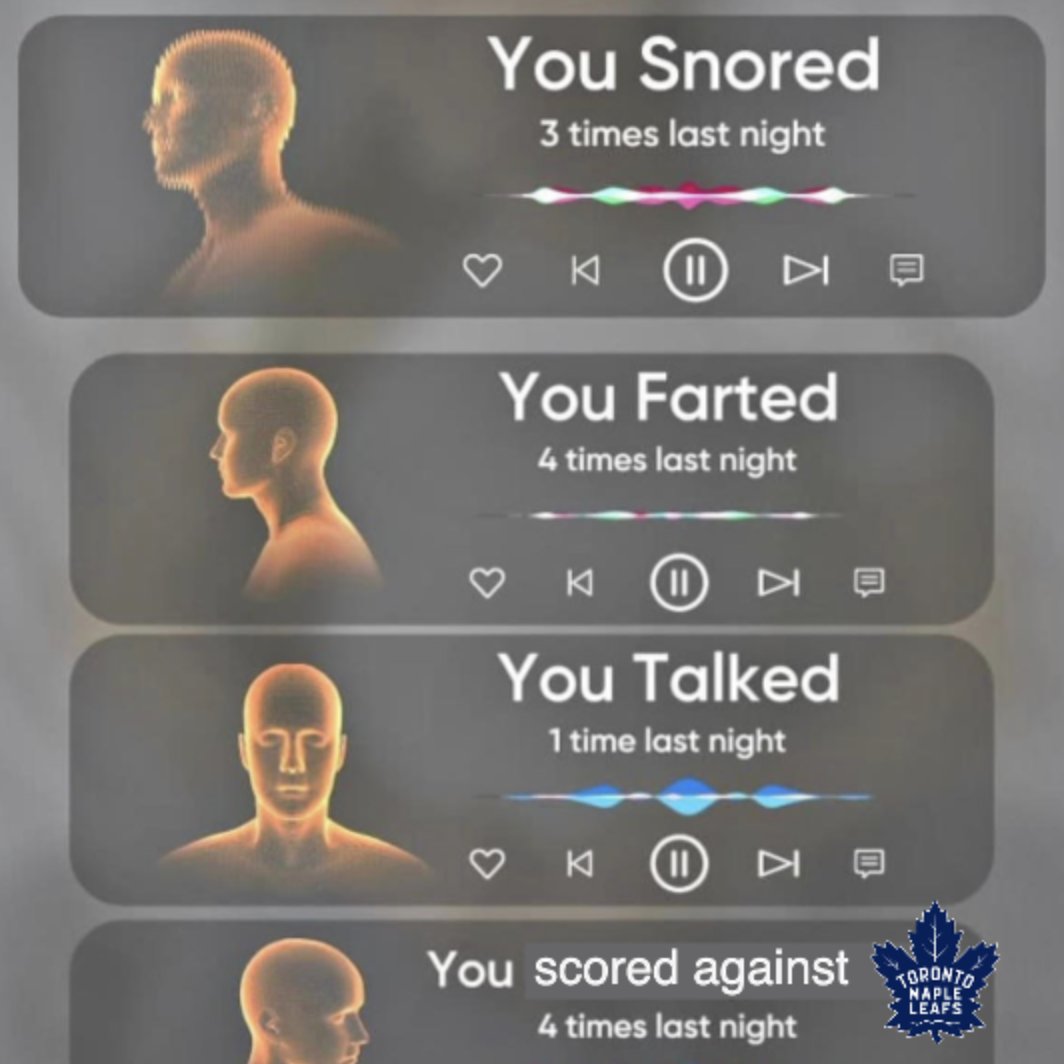 You Snored
3 times last night
You Farted
4 times last night
You Talked
1 time last night
You scored against
TORONTO
MAPLE
LEAFS
4 times last night